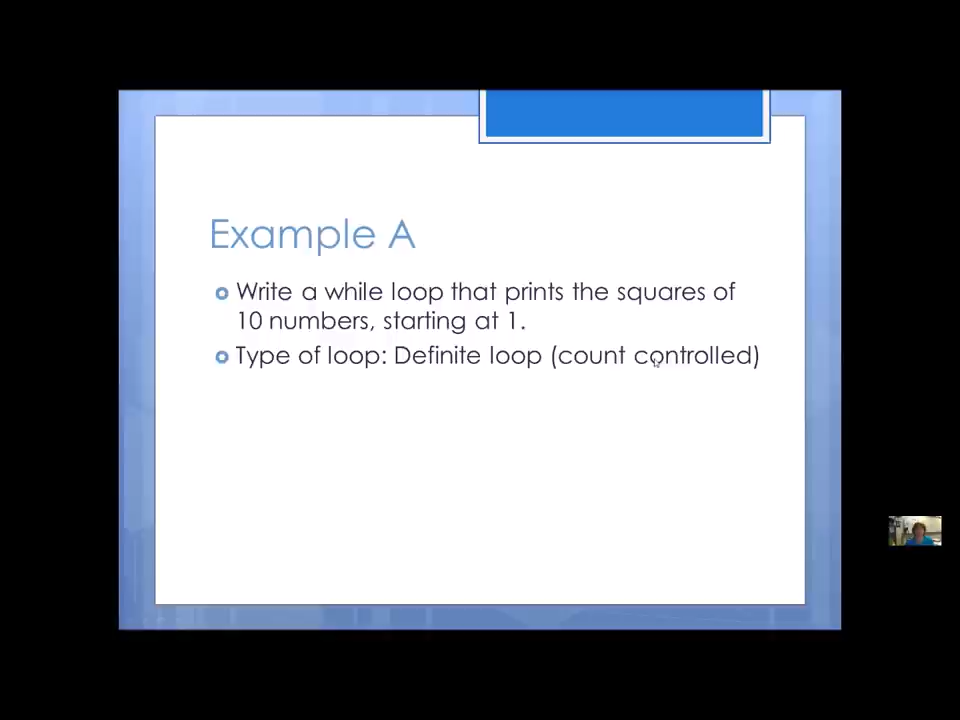 Example A
Write a while loop that prints the squares of
10 numbers, starting at 1.
Type of loop: Definite loop (count controlled)